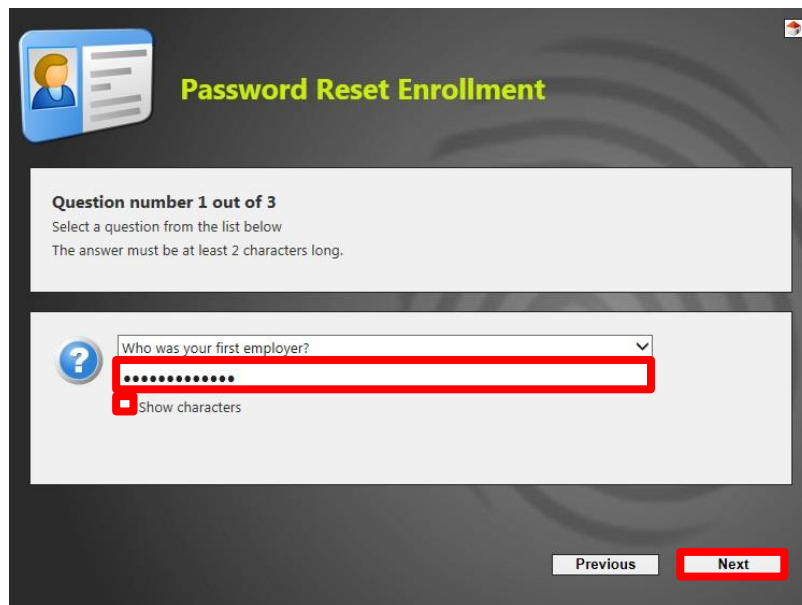 Password Reset Enrollment
Question number 1 out of 3
Select a question from the list below
The answer must be at least 2 characters long.
Who was your first employer?
•••••••••••••
Show characters
Previous
Next